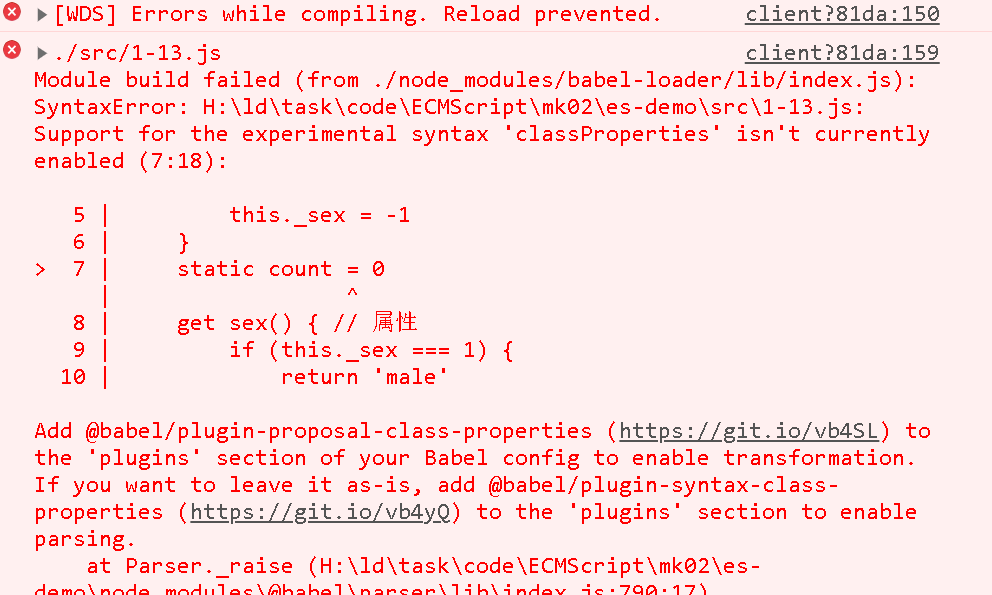 [WDS] Errors while compiling. Reload prevented. client?81da:150
./src/1-13.js client?81da:159
Module build failed (from ./node_modules/babel-loader/lib/index.js):
SyntaxError: H:\ld\task\code\ECMScript\mk02\es-demo\src\1-13.js:
Support for the experimental syntax 'classProperties' isn't currently
enabled (7:18):
5 | this._sex = -1
6 | }
> 7 | static count = 0
| ^
8 | get sex() { // 属性
9 | if (this._sex === 1) {
10 | return 'male'
Add @babel/plugin-proposal-class-properties (https://git.io/vb4SL) to
the 'plugins' section of your Babel config to enable transformation.
If you want to leave it as-is, add @babel/plugin-syntax-class-
properties (https://git.io/vb4yQ) to the 'plugins' section to enable
parsing.
at Parser._raise (H:\ld\task\code\ECMScript\mk02\es-
demo\node_modules\@babel\parser\lib\index.js:790:17)